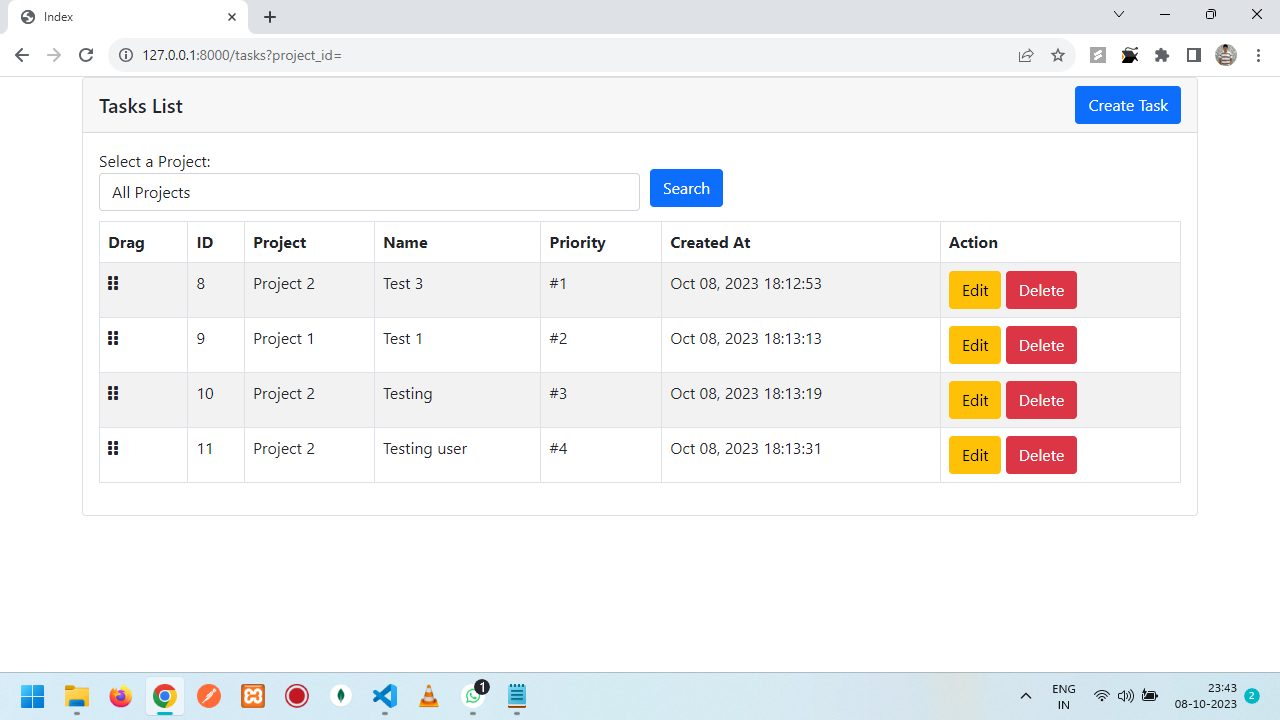 Index
127.0.0.1:8000/tasks?project_id=
Tasks List
Create Task
Select a Project:
All Projects
Search
Drag ID Project Name Priority Created At Action
8 Project 2 Test 3 #1 Oct 08, 2023 18:12:53 Edit Delete
9 Project 1 Test 1 #2 Oct 08, 2023 18:13:13 Edit Delete
10 Project 2 Testing #3 Oct 08, 2023 18:13:19 Edit Delete
11 Project 2 Testing user #4 Oct 08, 2023 18:13:31 Edit Delete
1
ENG
IN
23:43
08-10-2023
2